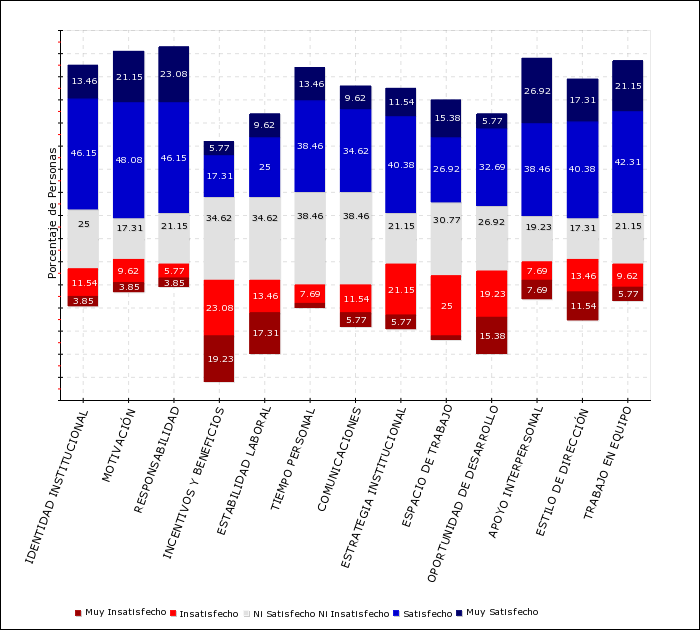 Porcentaje de Personas
13.46 21.15 23.08 5.77 9.62 13.46 9.62 11.54 15.38 5.77 26.92 17.31 21.15
46.15 48.08 46.15 17.31 25 38.46 34.62 40.38 26.92 32.69 38.46 40.38 42.31
25 17.31 21.15 34.62 34.62 38.46 38.46 21.15 30.77 26.92 19.23 17.31 21.15
11.54 9.62 5.77 23.08 13.46 7.69 11.54 21.15 25 19.23 7.69 13.46 9.62
3.85 3.85 3.85 19.23 17.31 5.77 5.77 15.38 7.69 11.54 5.77
IDENTIDAD INSTITUCIONAL
MOTIVACIÓN
RESPONSABILIDAD
INCENTIVOS Y BENEFICIOS
ESTABILIDAD LABORAL
TIEMPO PERSONAL
COMUNICACIONES
ESTRATEGIA INSTITUCIONAL
ESPACIO DE TRABAJO
OPORTUNIDAD DE DESARROLLO
APOYO INTERPERSONAL
ESTILO DE DIRECCIÓN
TRABAJO EN EQUIPO
Muy Insatisfecho Insatisfecho Ni Satisfecho Ni Insatisfecho Satisfecho Muy Satisfecho